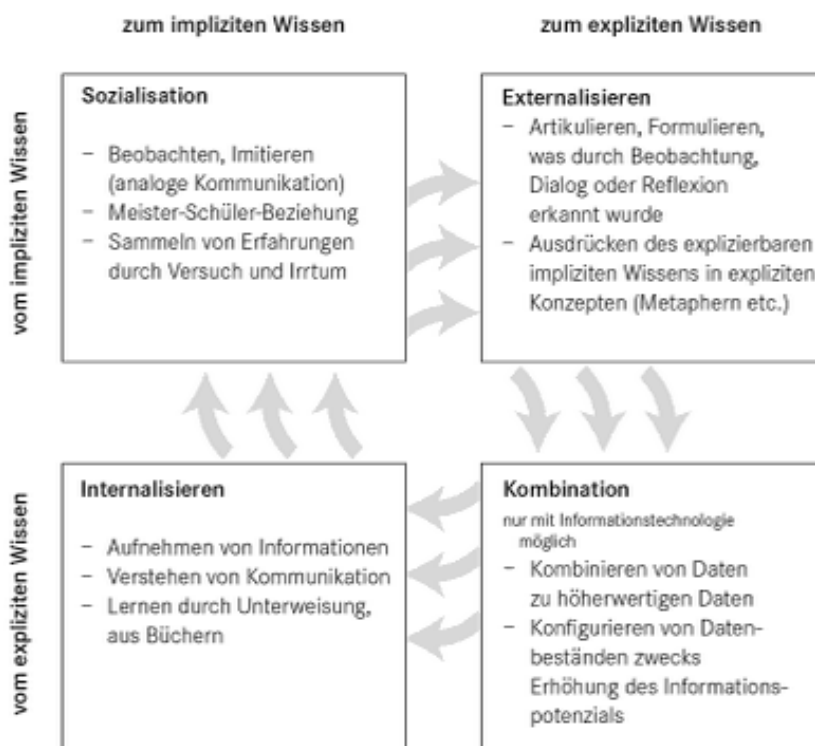 zum impliziten Wissen
zum expliziten Wissen
vom impliziten Wissen
Sozialisation
– Beobachten, Imitieren
(analoge Kommunikation)
– Meister-Schüler-Beziehung
– Sammeln von Erfahrungen
durch Versuch und Irrtum
Externalisieren
– Artikulieren, Formulieren,
was durch Beobachtung,
Dialog oder Reflexion
erkannt wurde
– Ausdrücken des explizierbaren
impliziten Wissens in expliziten
Konzepten (Metaphern etc.)
vom expliziten Wissen
Internalisieren
– Aufnehmen von Informationen
– Verstehen von Kommunikation
– Lernen durch Unterweisung,
aus Büchern
Kombination
nur mit Informationstechnologie
möglich
– Kombinieren von Daten
zu höherwertigen Daten
– Konfigurieren von Daten-
beständen zwecks
Erhöhung des Informations-
potenzials